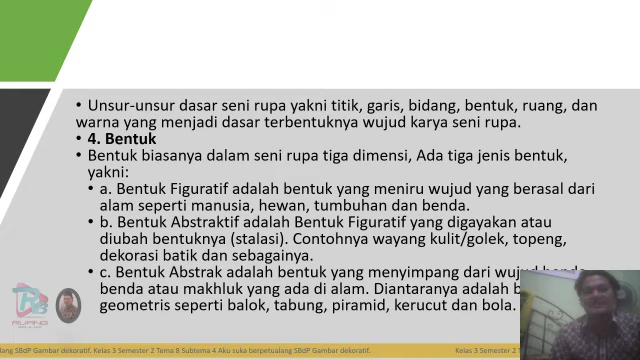 • Unsur-unsur dasar seni rupa yakni titik, garis, bidang, bentuk, ruang, dan
warna yang menjadi dasar terbentuknya wujud karya seni rupa.
• 4. Bentuk
• Bentuk biasanya dalam seni rupa tiga dimensi, Ada tiga jenis bentuk,
yakni:
• a. Bentuk Figuratif adalah bentuk yang meniru wujud yang berasal dari
alam seperti manusia, hewan, tumbuhan dan benda.
• b. Bentuk Abstraktif adalah Bentuk Figuratif yang digayakan atau
diubah bentuknya (stalasi). Contohnya wayang kulit/golek, topeng,
dekorasi batik dan sebagainya.
• c. Bentuk Abstrak adalah bentuk yang menyimpang dari wujud
benda atau makhluk yang ada di alam. Diantaranya adalah
geometris seperti balok, tabung, piramid, kerucut dan bola.
RUANG
SBdP Gambar dekoratif. Kelas 3 Semester 2 Tema 8 Subtema 4 Aku suka berpetualang SBdP Gambar dekoratif.
Kelas 3 Semester 2